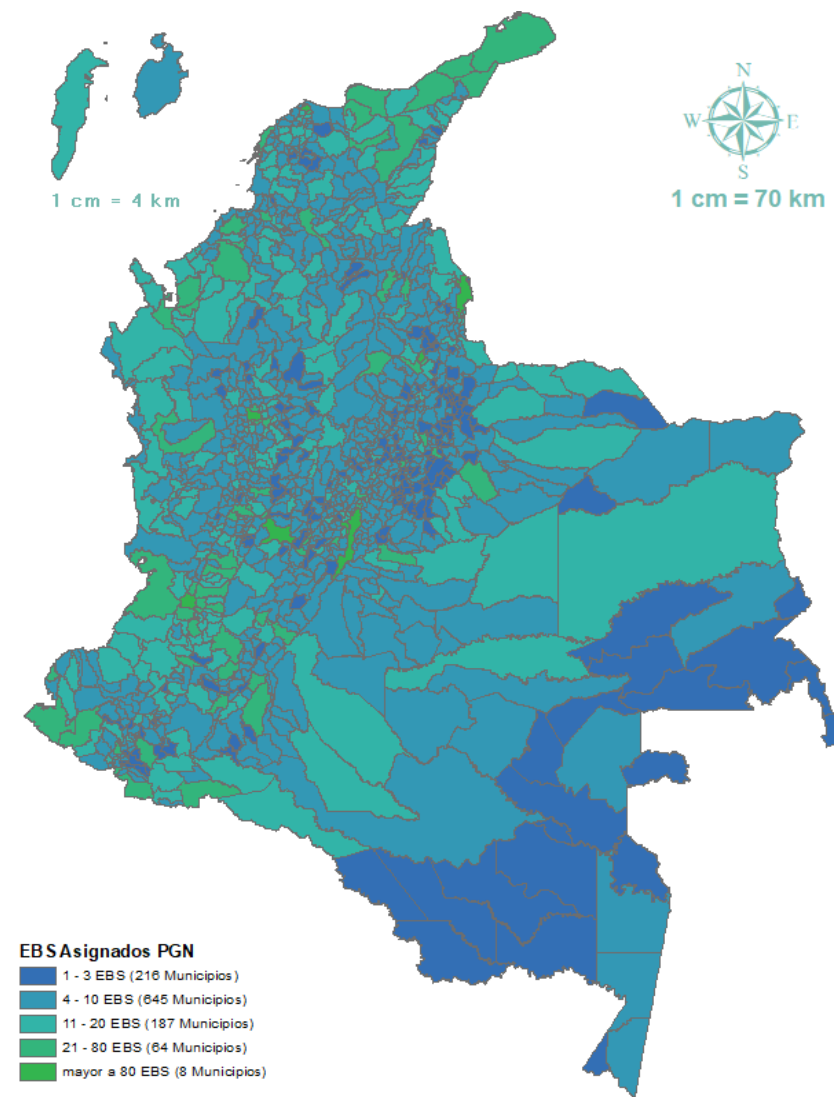 N
W E
S
1 cm = 4 km
1 cm = 70 km
EBS Asignados PGN
1 - 3 EBS (216 Municipios)
4 - 10 EBS (645 Municipios)
11 - 20 EBS (187 Municipios)
21 - 80 EBS (64 Municipios)
mayor a 80 EBS (8 Municipios)